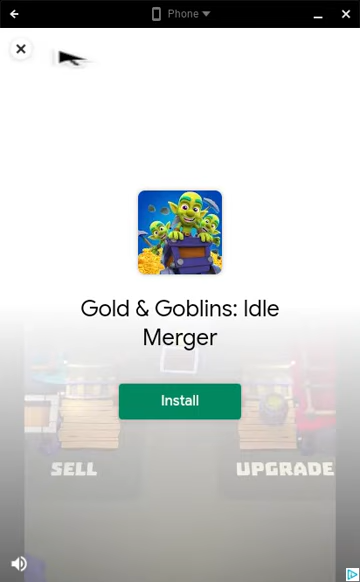 Phone
Gold & Goblins: Idle
Merger
Install
SELL
UPGRADE